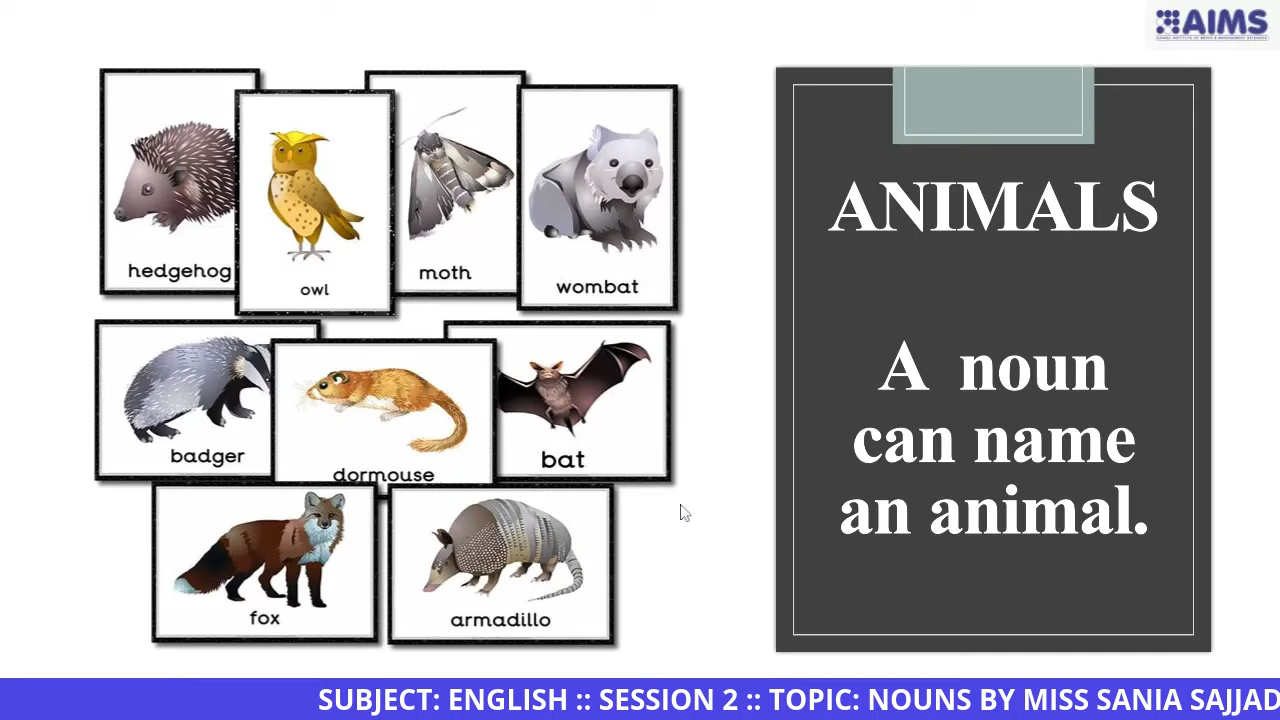 AIMS
hedgehog
owl
moth
wombat
badger
dormouse
bat
fox
armadillo
ANIMALS
A noun
can name
an animal.
SUBJECT: ENGLISH :: SESSION 2 :: TOPIC: NOUNS BY MISS SANIA SAJJAD